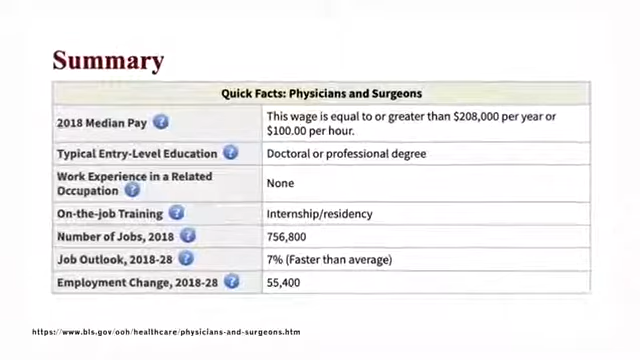 Summary
Quick Facts: Physicians and Surgeons
2018 Median Pay ? This wage is equal to or greater than $208,000 per year or
$100.00 per hour.
Typical Entry-Level Education ? Doctoral or professional degree
Work Experience in a Related
Occupation ? None
On-the-job Training ? Internship/residency
Number of Jobs, 2018 ? 756,800
Job Outlook, 2018-28 ? 7% (Faster than average)
Employment Change, 2018-28 ? 55,400
https://www.bls.gov/ooh/healthcare/physicians-and-surgeons.htm